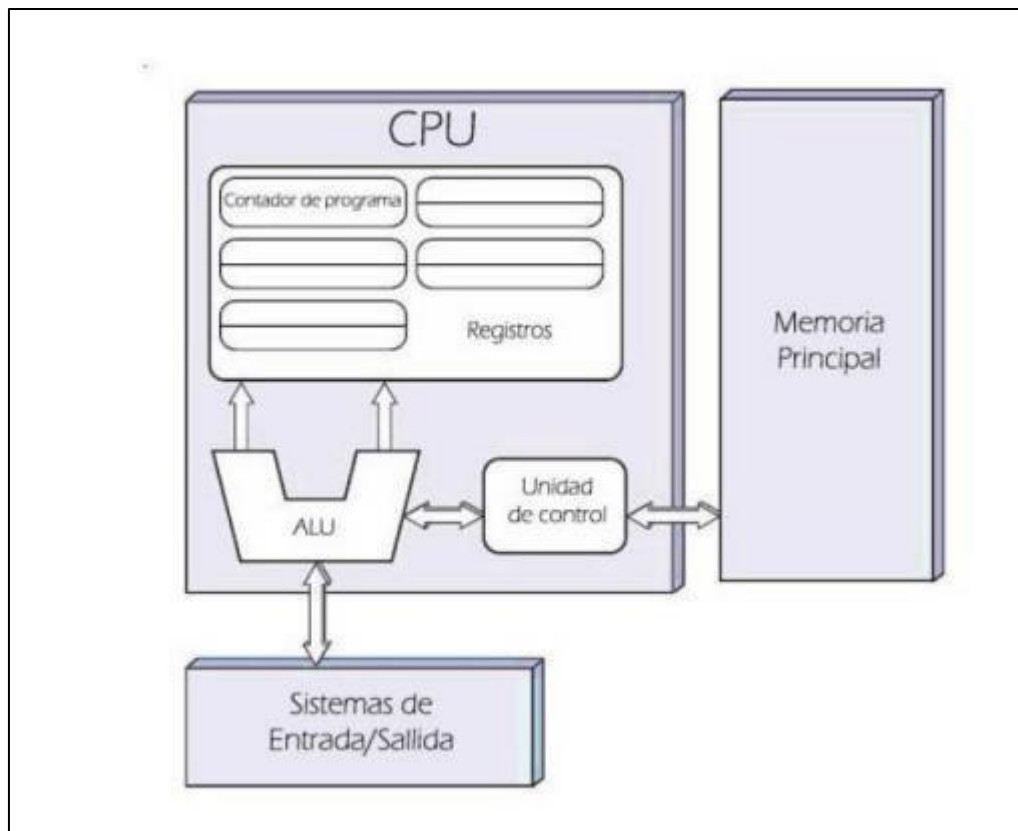 CPU
Contador de programa
Registros
ALU
Unidad
de control
Memoria
Principal
Sistemas de
Entrada/Sallida